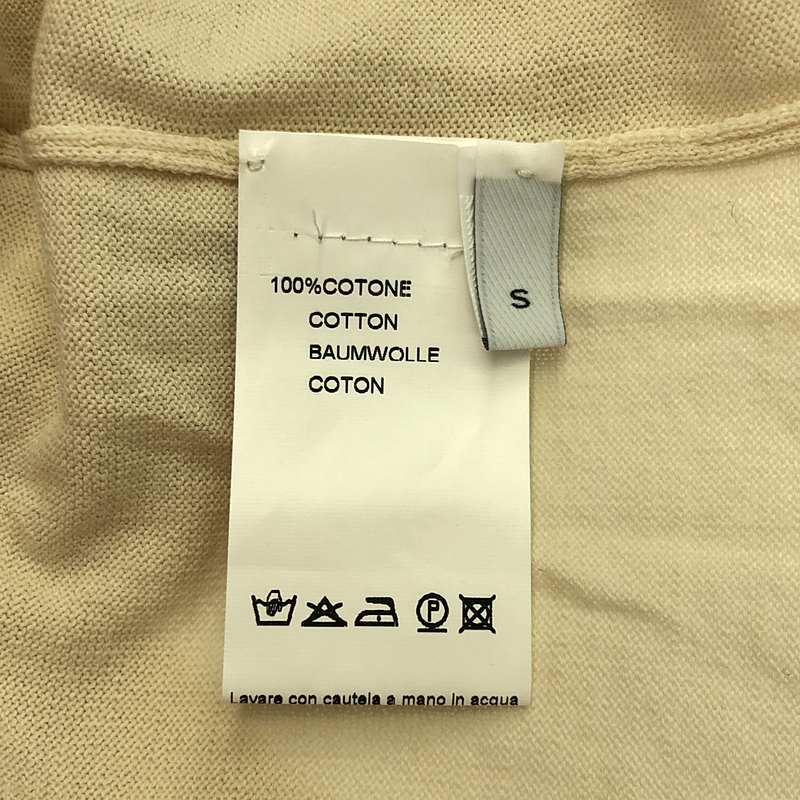 100%COTONE
COTTON
BAUMWOLLE
COTON
S
P
Lavare con cautela a mano in acqua